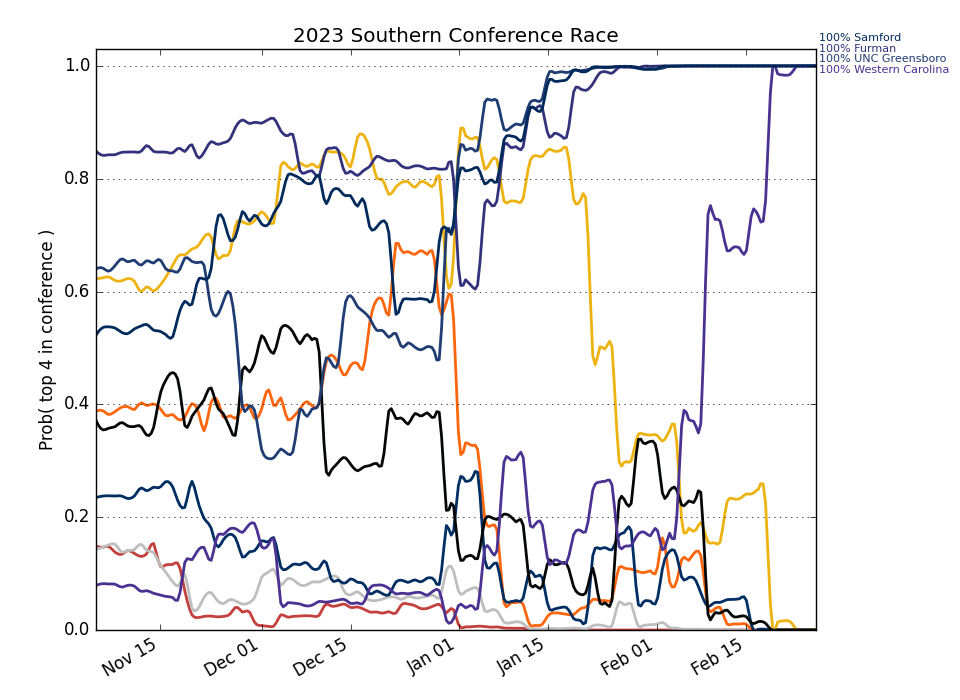 2023 Southern Conference Race
100% Samford
100% Furman
100% UNC Greensboro
100% Western Carolina
Prob( top 4 in conference )
1.0
0.8
0.6
0.4
0.2
0.0
Nov 15
Dec 01
Dec 15
Jan 01
Jan 15
Feb 01
Feb 15